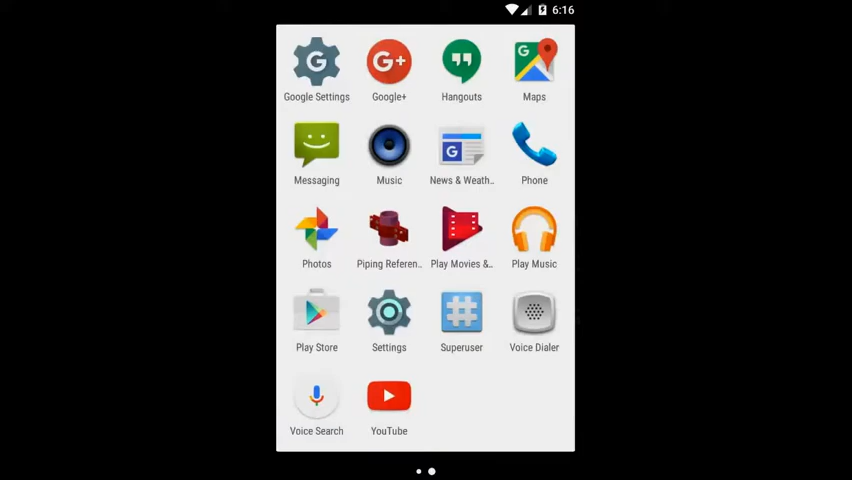 6:16
Google Settings
Google+
Hangouts
Maps
Messaging
Music
News & Weath..
Phone
Photos
Piping Referen..
Play Movies &..
Play Music
Play Store
Settings
Superuser
Voice Dialer
Voice Search
YouTube